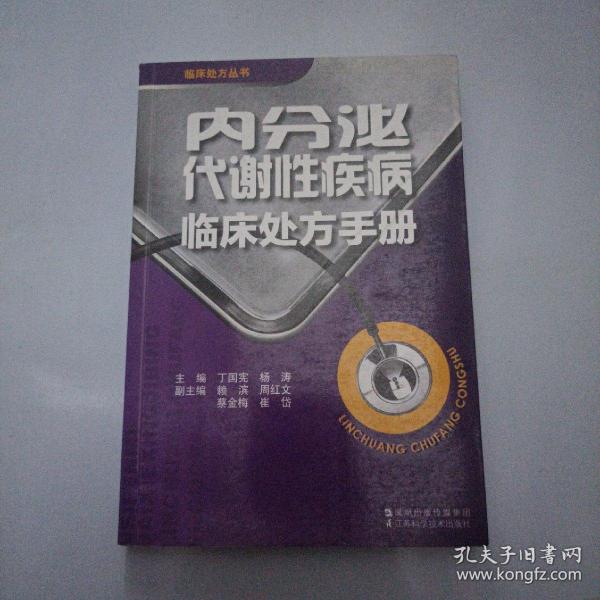 临床处方丛书
内分泌
代谢性疾病
临床处方手册
主编 丁国宪 杨涛
副主编 赖滨 周红文
蔡金梅 崔岱
LINCHUANG CHUFANG CONGSHU
凤凰出版传媒集团
江苏科学技术出版社
孔夫子旧书网
www.kongfz.com